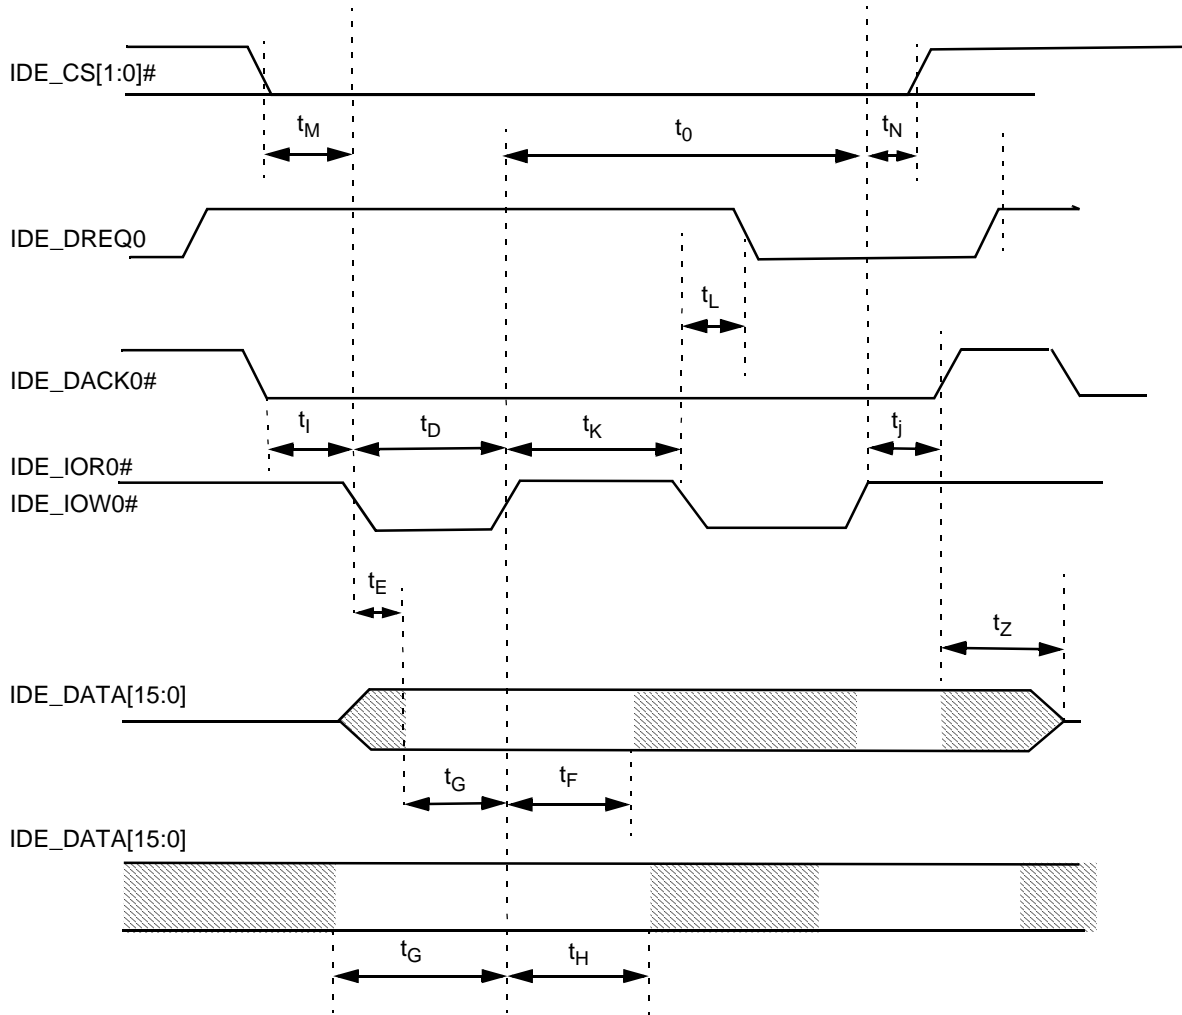 IDE_CS[1:0]#
tM
t0
tN
IDE_DREQ0
tL
IDE_DACK0#
tI
tD
tK
tj
IDE_IOR0#
IDE_IOW0#
tE
tZ
IDE_DATA[15:0]
tG
tF
IDE_DATA[15:0]
tG
tH